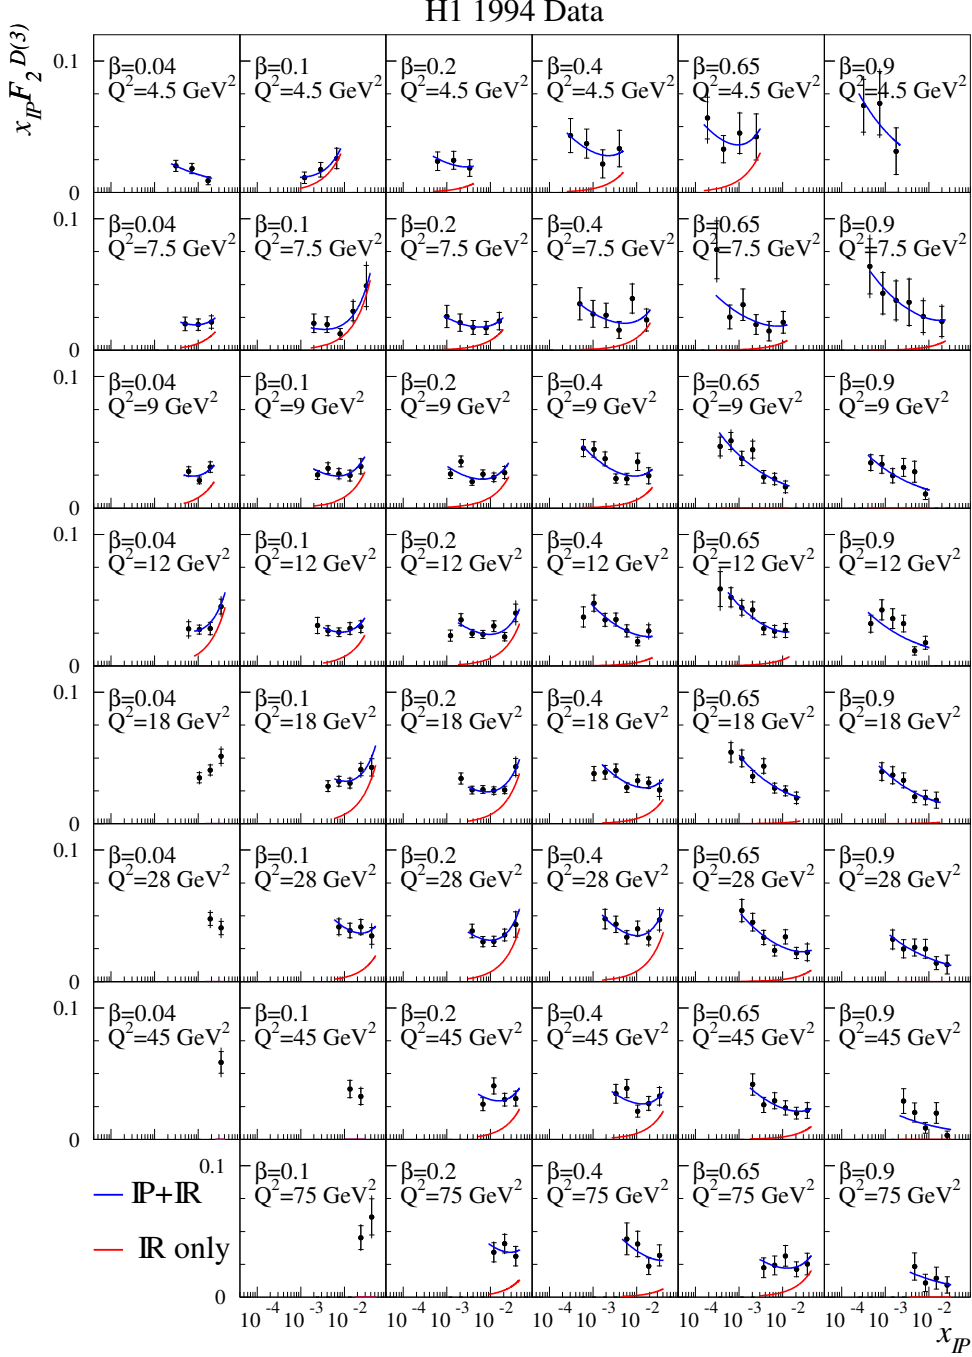 H1 1994 Data
x_IP F_2^D(3)
0.1
β=0.04 β=0.1 β=0.2 β=0.4 β=0.65 β=0.9
Q²=4.5 GeV² Q²=4.5 GeV² Q²=4.5 GeV² Q²=4.5 GeV² Q²=4.5 GeV² Q²=4.5 GeV²
0
0.1
β=0.04 β=0.1 β=0.2 β=0.4 β=0.65 β=0.9
Q²=7.5 GeV² Q²=7.5 GeV² Q²=7.5 GeV² Q²=7.5 GeV² Q²=7.5 GeV² Q²=7.5 GeV²
0
0.1
β=0.04 β=0.1 β=0.2 β=0.4 β=0.65 β=0.9
Q²=9 GeV² Q²=9 GeV² Q²=9 GeV² Q²=9 GeV² Q²=9 GeV² Q²=9 GeV²
0
0.1
β=0.04 β=0.1 β=0.2 β=0.4 β=0.65 β=0.9
Q²=12 GeV² Q²=12 GeV² Q²=12 GeV² Q²=12 GeV² Q²=12 GeV² Q²=12 GeV²
0
0.1
β=0.04 β=0.1 β=0.2 β=0.4 β=0.65 β=0.9
Q²=18 GeV² Q²=18 GeV² Q²=18 GeV² Q²=18 GeV² Q²=18 GeV² Q²=18 GeV²
0
0.1
β=0.04 β=0.1 β=0.2 β=0.4 β=0.65 β=0.9
Q²=28 GeV² Q²=28 GeV² Q²=28 GeV² Q²=28 GeV² Q²=28 GeV² Q²=28 GeV²
0
0.1
β=0.04 β=0.1 β=0.2 β=0.4 β=0.65 β=0.9
Q²=45 GeV² Q²=45 GeV² Q²=45 GeV² Q²=45 GeV² Q²=45 GeV² Q²=45 GeV²
0
0.1
β=0.1 β=0.2 β=0.4 β=0.65 β=0.9
Q²=75 GeV² Q²=75 GeV² Q²=75 GeV² Q²=75 GeV² Q²=75 GeV²
IP+IR
IR only
0
10⁻⁴ 10⁻³ 10⁻² 10⁻⁴ 10⁻³ 10⁻² 10⁻⁴ 10⁻³ 10⁻² 10⁻⁴ 10⁻³ 10⁻² 10⁻⁴ 10⁻³ 10⁻²
x_IP